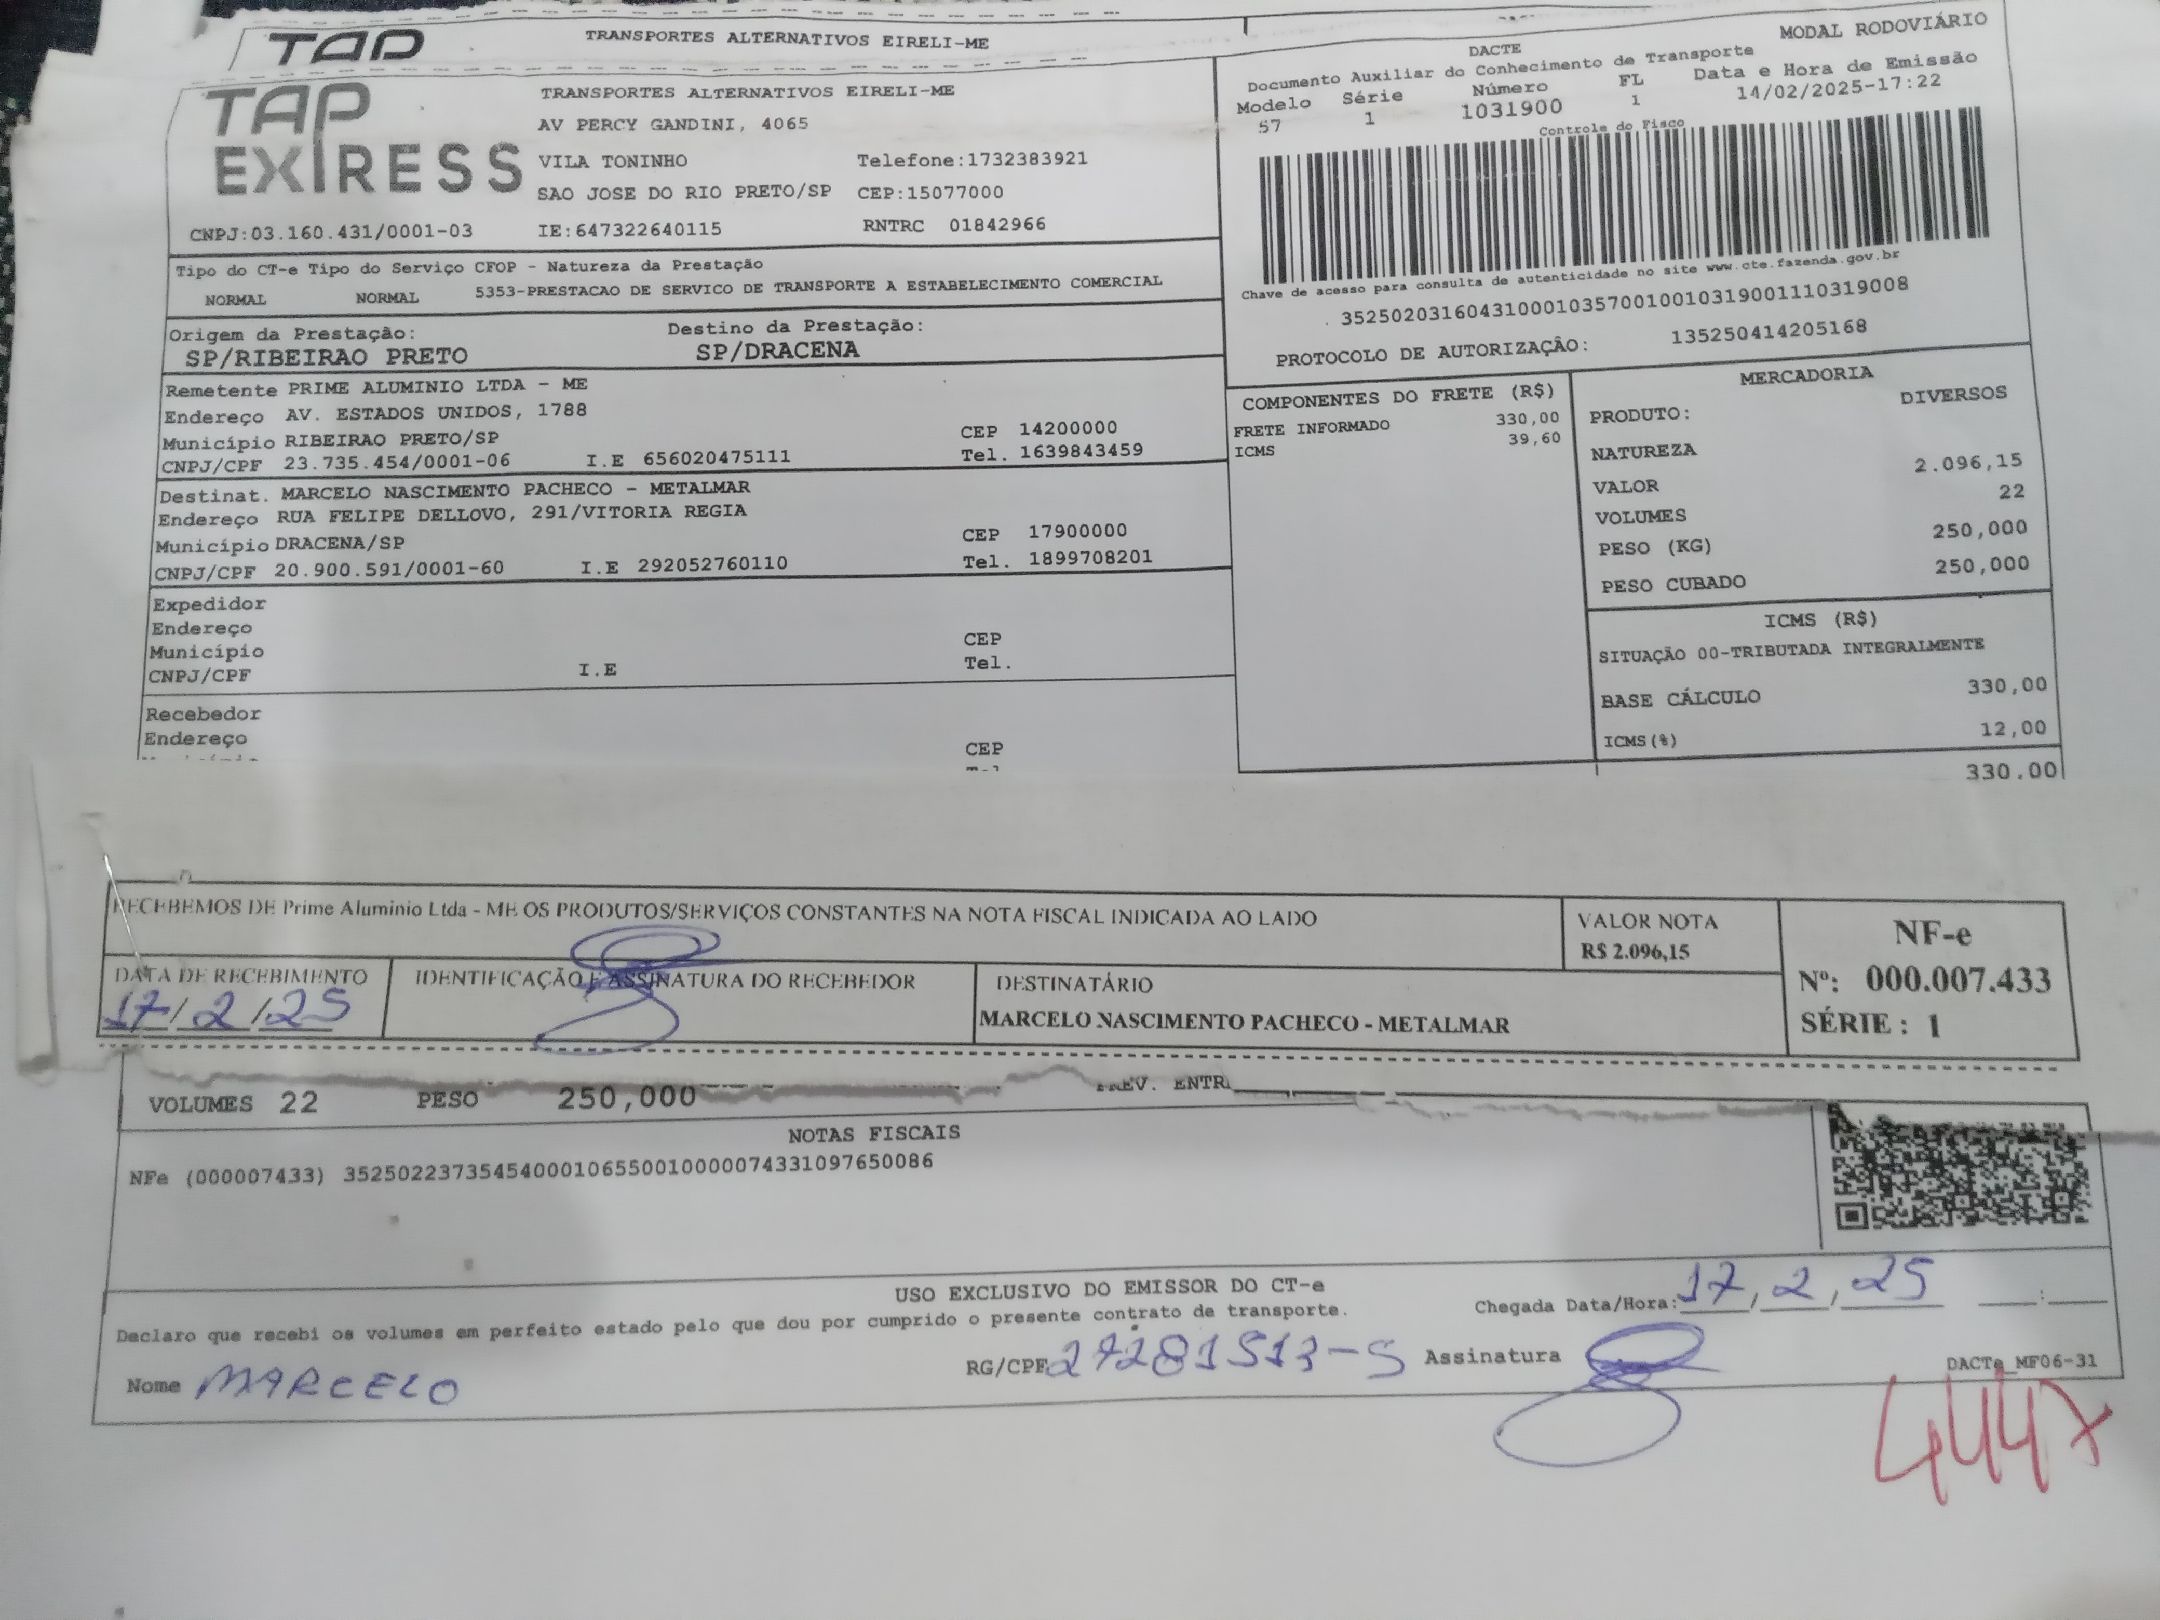 TAP
TRANSPORTES ALTERNATIVOS EIRELI-ME
MODAL RODOVIÁRIO
DACTE
Documento Auxiliar do Conhecimento de Transporte
Modelo Série Número FL Data e Hora de Emissão
57 1 1031900 1 14/02/2025-17:22
Controle do Fisco
TAP EXPRESS
TRANSPORTES ALTERNATIVOS EIRELI-ME
AV PERCY GANDINI, 4065
VILA TONINHO Telefone:1732383921
SAO JOSE DO RIO PRETO/SP CEP:15077000
CNPJ:03.160.431/0001-03 IE:647322640115 RNTRC 01842966
Chave de acesso para consulta de autenticidade no site www.cte.fazenda.gov.br
35250203160431000103570010010319001110319008
PROTOCOLO DE AUTORIZAÇÃO: 135250414205168
Tipo do CT-e Tipo do Serviço CFOP - Natureza da Prestação
NORMAL NORMAL 5353-PRESTACAO DE SERVICO DE TRANSPORTE A ESTABELECIMENTO COMERCIAL
Origem da Prestação: Destino da Prestação:
SP/RIBEIRAO PRETO SP/DRACENA
Remetente PRIME ALUMINIO LTDA - ME
Endereço AV. ESTADOS UNIDOS, 1788
Município RIBEIRAO PRETO/SP CEP 14200000
CNPJ/CPF 23.735.454/0001-06 I.E 656020475111 Tel. 1639843459
Destinat. MARCELO NASCIMENTO PACHECO - METALMAR
Endereço RUA FELIPE DELLOVO, 291/VITORIA REGIA
Município DRACENA/SP CEP 17900000
CNPJ/CPF 20.900.591/0001-60 I.E 292052760110 Tel. 1899708201
Expedidor
Endereço
Município CEP
CNPJ/CPF I.E Tel.
Recebedor
Endereço
CEP
COMPONENTES DO FRETE (R$)
FRETE INFORMADO 330,00
ICMS 39,60
MERCADORIA
PRODUTO: DIVERSOS
NATUREZA
VALOR 2.096,15
VOLUMES 22
PESO (KG) 250,000
PESO CUBADO 250,000
ICMS (R$)
SITUAÇÃO 00-TRIBUTADA INTEGRALMENTE
BASE CÁLCULO 330,00
ICMS(%) 12,00
330.00
RECEBEMOS DE Prime Aluminio Ltda - ME OS PRODUTOS/SERVIÇOS CONSTANTES NA NOTA FISCAL INDICADA AO LADO
VALOR NOTA
R$ 2.096,15
NF-e
Nº: 000.007.433
SÉRIE : 1
DATA DE RECEBIMENTO
17/2/25
IDENTIFICAÇÃO E ASSINATURA DO RECEBEDOR
DESTINATÁRIO
MARCELO NASCIMENTO PACHECO - METALMAR
VOLUMES 22 PESO 250,000 PREV. ENTR
NOTAS FISCAIS
NFe (000007433) 35250223735454000106550010000074331097650086
USO EXCLUSIVO DO EMISSOR DO CT-e
Declaro que recebi os volumes em perfeito estado pelo que dou por cumprido o presente contrato de transporte.
Chegada Data/Hora: 17/2/25 :
Nome MARCELO RG/CPF 27281513-5 Assinatura
DACTe_MF06-31
4447